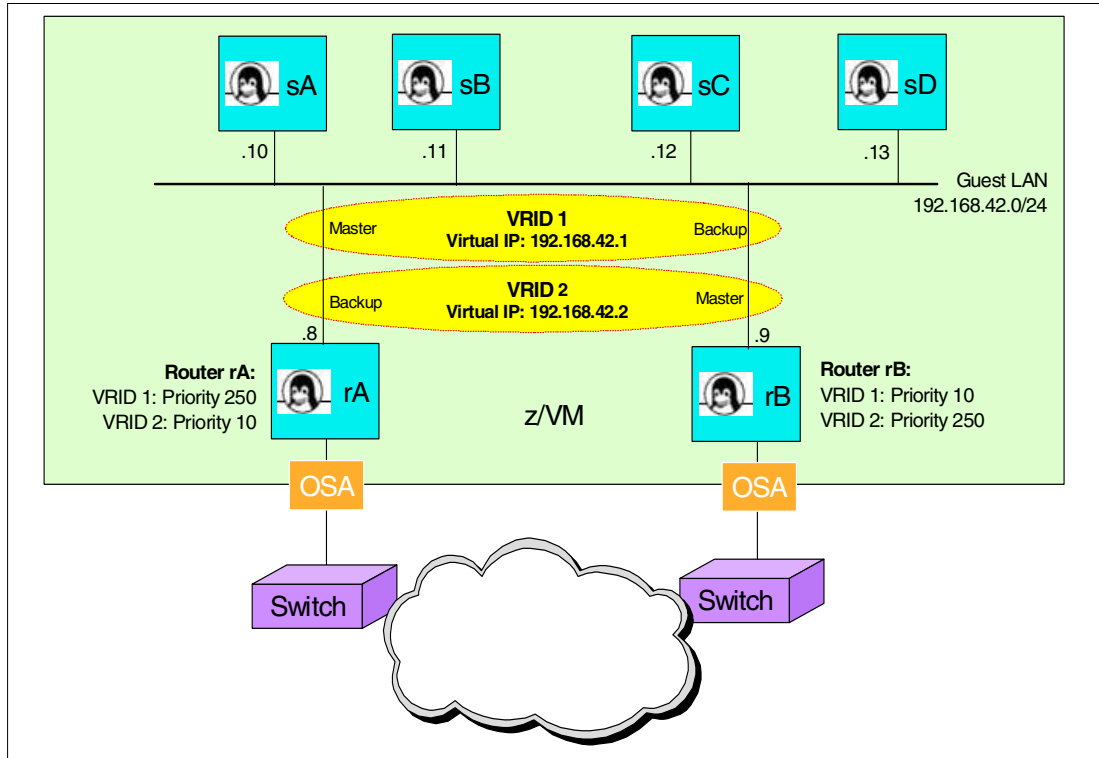 sA
sB
sC
sD
.10
.11
.12
.13
Guest LAN
192.168.42.0/24
VRID 1
Master
Backup
Virtual IP: 192.168.42.1
VRID 2
Backup
Master
Virtual IP: 192.168.42.2
.8
.9
Router rA:
VRID 1: Priority 250
VRID 2: Priority 10
rA
z/VM
rB
Router rB:
VRID 1: Priority 10
VRID 2: Priority 250
OSA
OSA
Switch
Switch